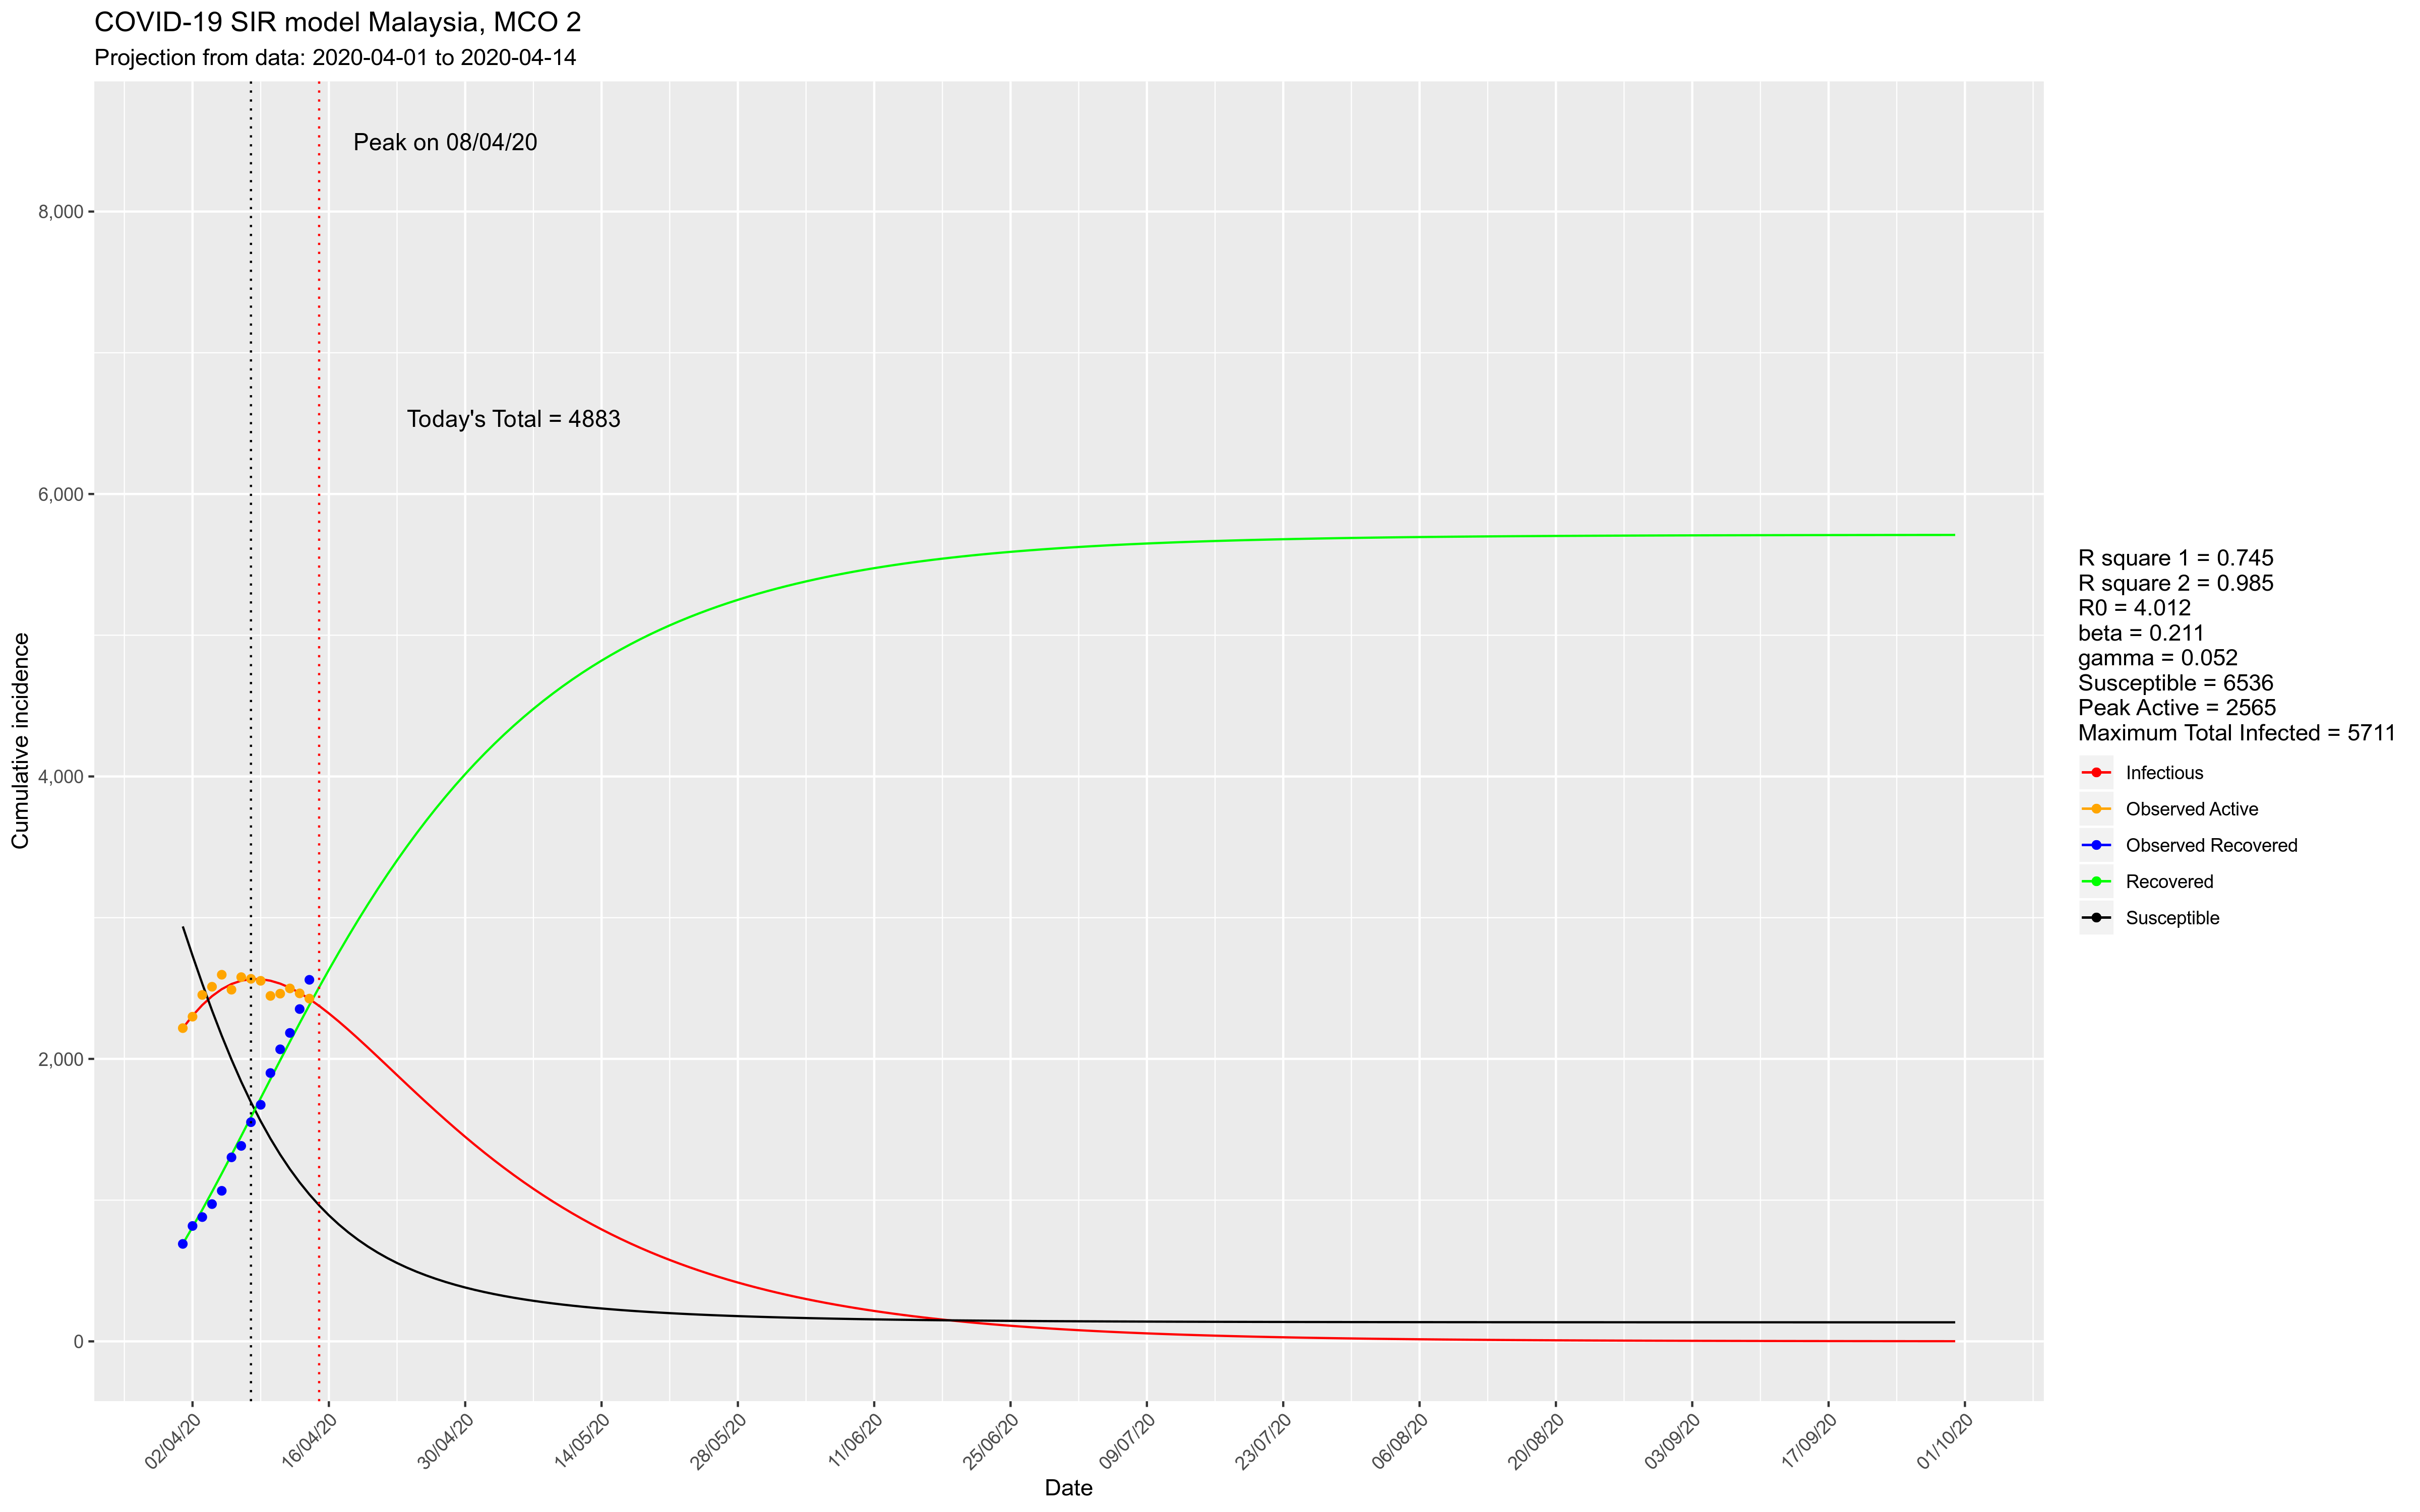 COVID-19 SIR model Malaysia, MCO 2
Projection from data: 2020-04-01 to 2020-04-14
Peak on 08/04/20
Today's Total = 4883
8,000
6,000
4,000
2,000
0
Cumulative incidence
02/04/20
16/04/20
30/04/20
14/05/20
28/05/20
11/06/20
25/06/20
09/07/20
23/07/20
06/08/20
20/08/20
03/09/20
17/09/20
01/10/20
Date
R square 1 = 0.745
R square 2 = 0.985
R0 = 4.012
beta = 0.211
gamma = 0.052
Susceptible = 6536
Peak Active = 2565
Maximum Total Infected = 5711
Infectious
Observed Active
Observed Recovered
Recovered
Susceptible